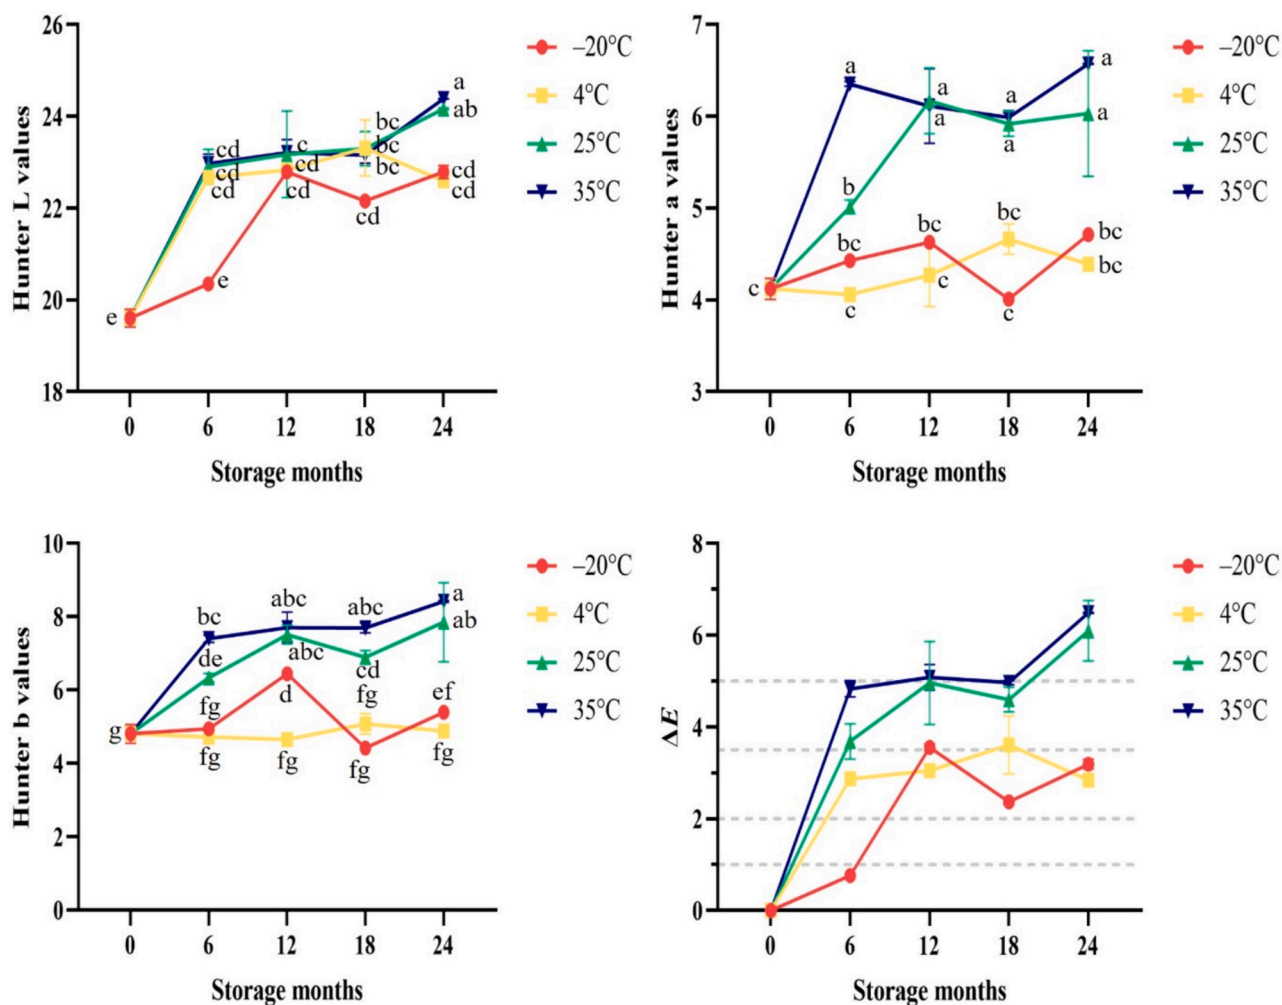 26
24
22
20
18
Hunter L values
e
e
cd
cd
cd
c
cd
cd
bc
bc
bc
cd
a
ab
cd
cd
0 6 12 18 24
Storage months
–20°C
4°C
25°C
35°C
7
6
5
4
3
Hunter a values
c
a
b
bc
c
a
a
bc
c
a
a
bc
c
a
a
bc
bc
0 6 12 18 24
Storage months
–20°C
4°C
25°C
35°C
10
8
6
4
2
0
Hunter b values
g
bc
de
fg
fg
abc
abc
d
fg
abc
cd
fg
fg
a
ab
ef
fg
0 6 12 18 24
Storage months
–20°C
4°C
25°C
35°C
8
6
4
2
0
ΔE
0 6 12 18 24
Storage months
–20°C
4°C
25°C
35°C